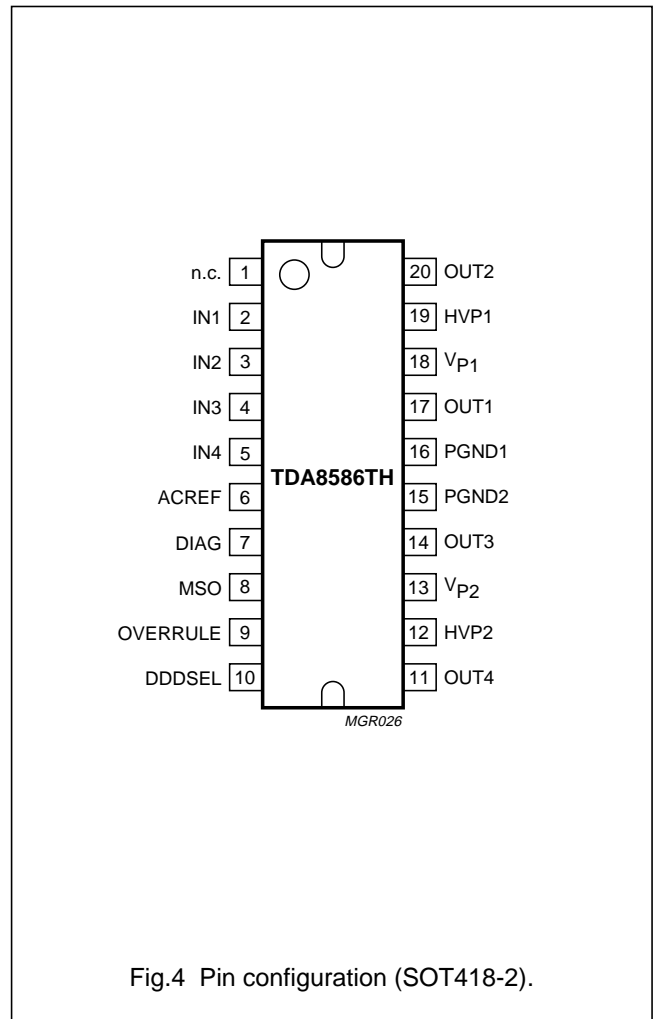 n.c. 1
IN1 2
IN2 3
IN3 4
IN4 5
ACREF 6
DIAG 7
MSO 8
OVERRULE 9
DDDSEL 10
TDA8586TH
20 OUT2
19 HVP1
18 VP1
17 OUT1
16 PGND1
15 PGND2
14 OUT3
13 VP2
12 HVP2
11 OUT4
MGR026
Fig.4 Pin configuration (SOT418-2).